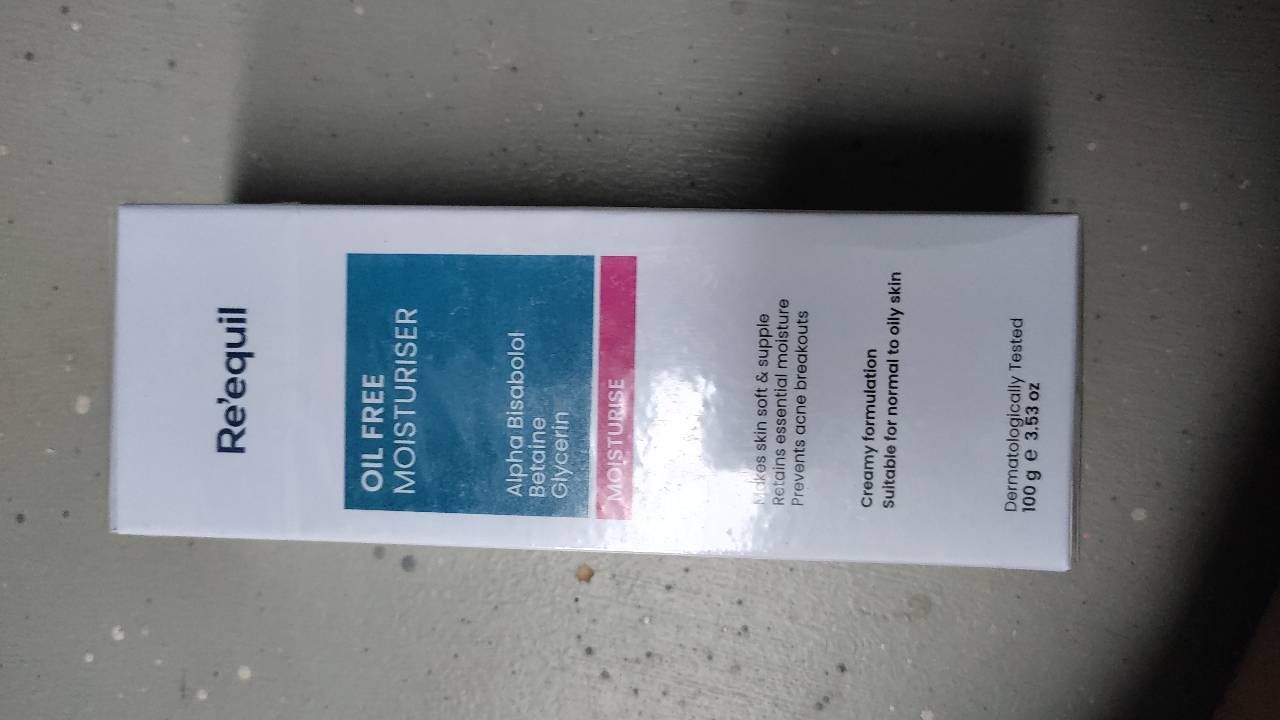 Re'equil
OIL FREE
MOISTURISER
Alpha Bisabolol
Betaine
Glycerin
MOISTURISE
Makes skin soft & supple
Retains essential moisture
Prevents acne breakouts
Creamy formulation
Suitable for normal to oily skin
Dermatologically Tested
100 g e 3.53 oz